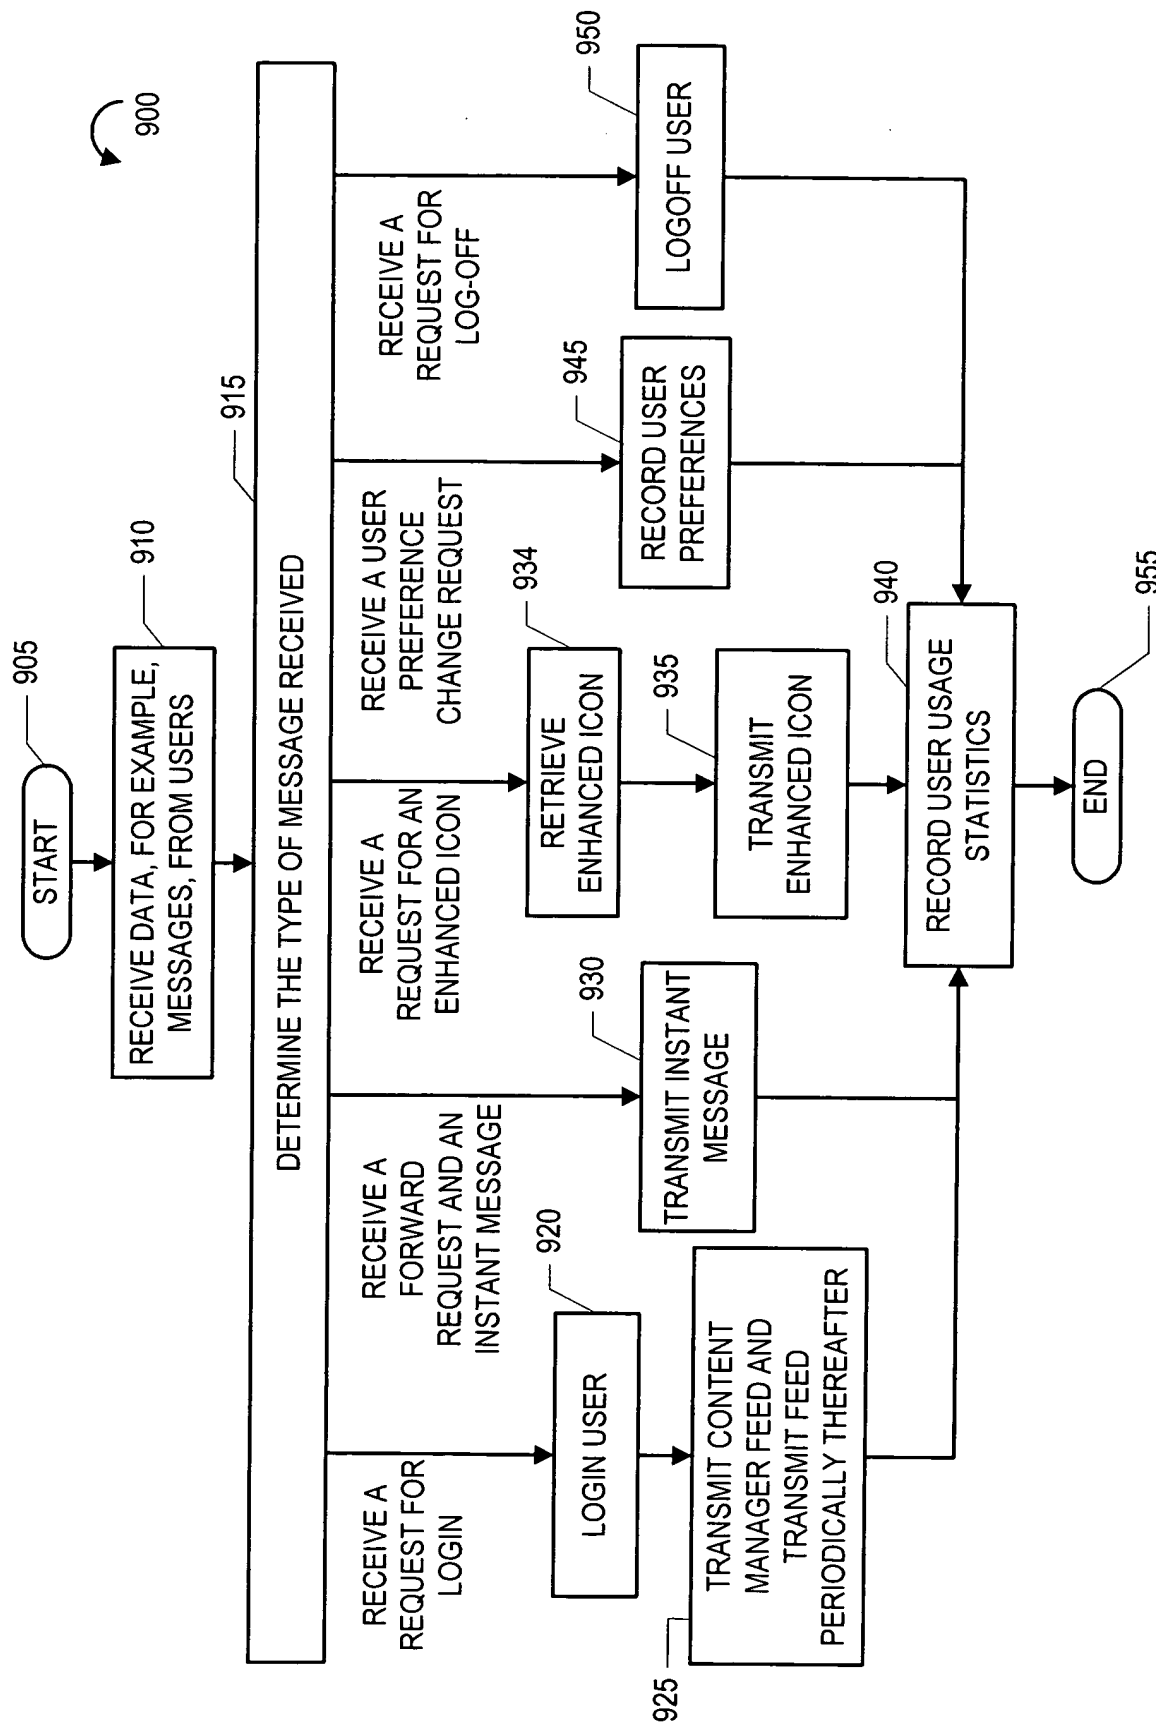 900
START
905
RECEIVE DATA, FOR EXAMPLE,
MESSAGES, FROM USERS
910
DETERMINE THE TYPE OF MESSAGE RECEIVED
915
RECEIVE A
REQUEST FOR
LOGIN
RECEIVE A
FORWARD
REQUEST AND AN
INSTANT MESSAGE
RECEIVE A
REQUEST FOR AN
ENHANCED ICON
RECEIVE A USER
PREFERENCE
CHANGE REQUEST
RECEIVE A
REQUEST FOR
LOG-OFF
LOGIN USER
920
TRANSMIT CONTENT
MANAGER FEED AND
TRANSMIT FEED
PERIODICALLY THEREAFTER
925
TRANSMIT INSTANT
MESSAGE
930
RETRIEVE
ENHANCED ICON
934
TRANSMIT
ENHANCED ICON
935
RECORD USER
PREFERENCES
945
LOGOFF USER
950
RECORD USER USAGE
STATISTICS
940
END
955